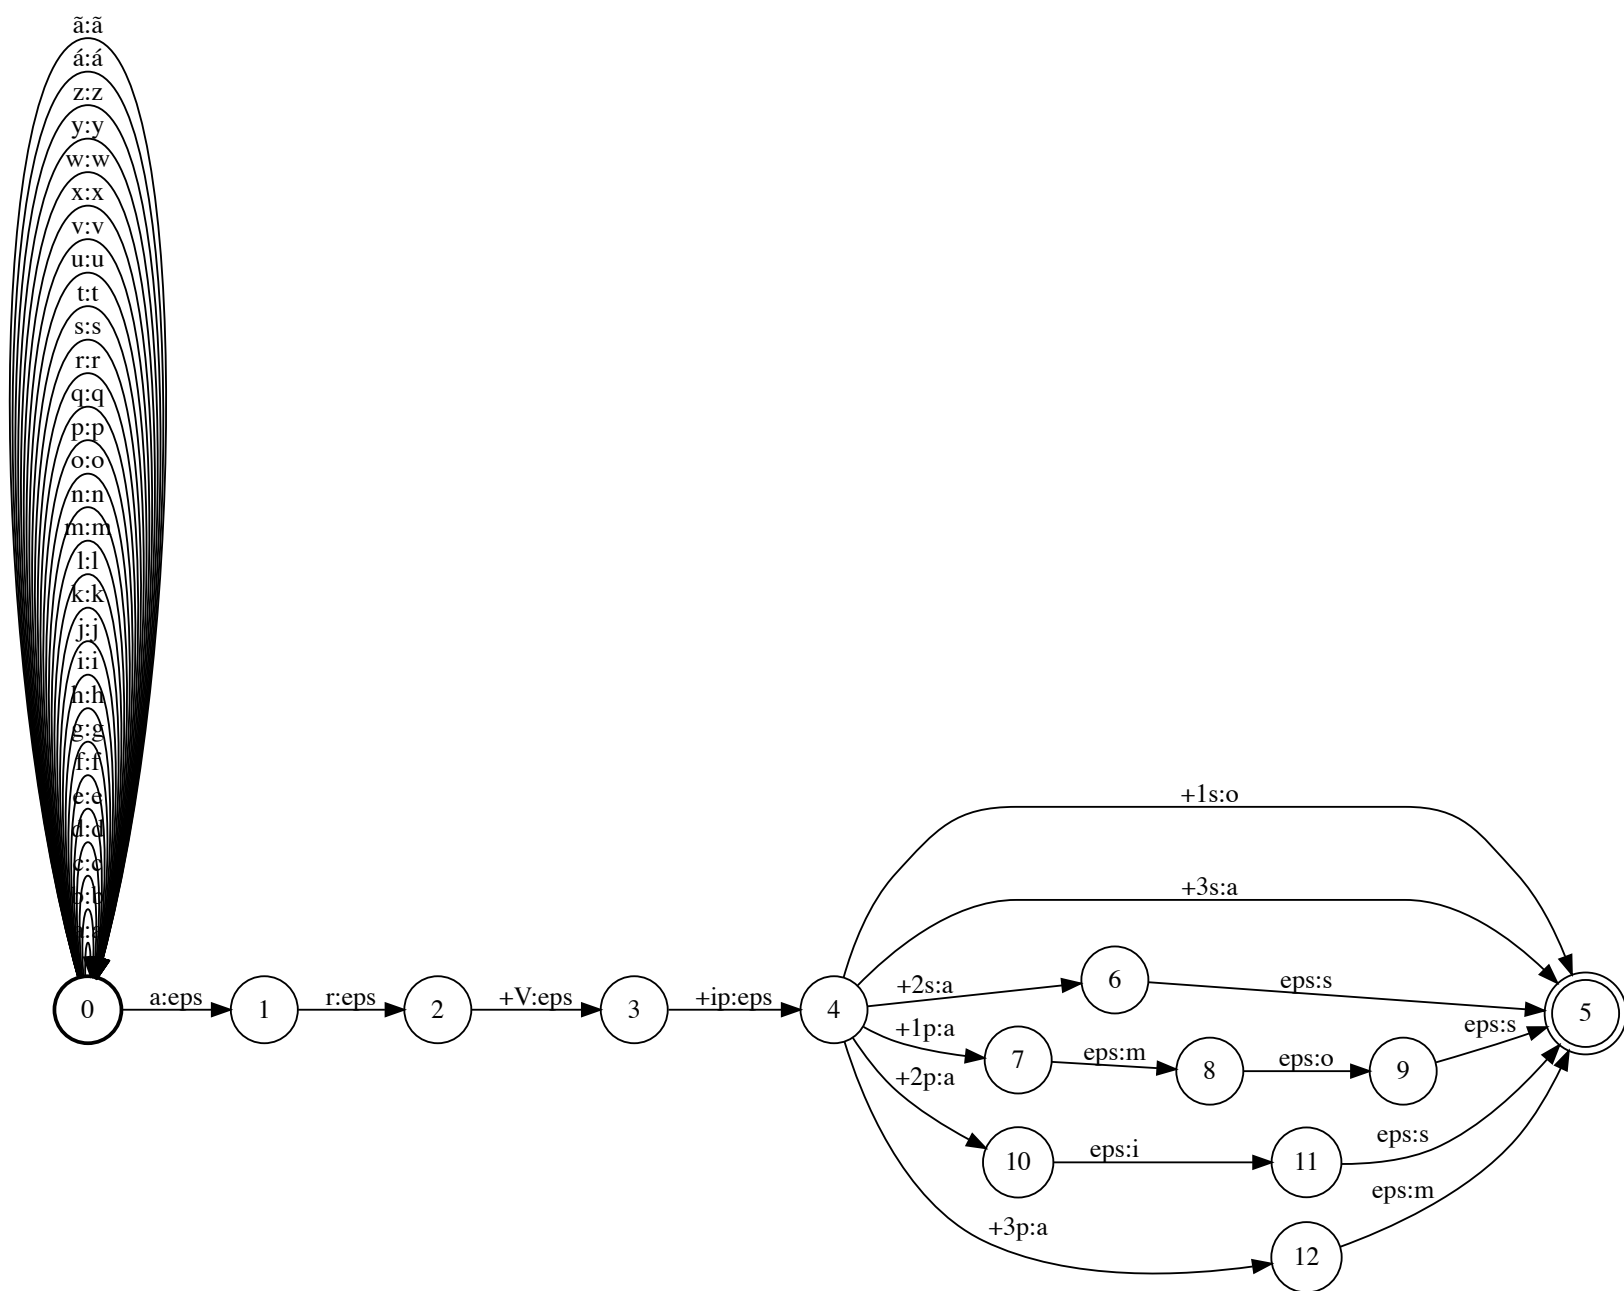 ã:ã
á:á
z:z
y:y
w:w
x:x
v:v
u:u
t:t
s:s
r:r
q:q
p:p
o:o
n:n
m:m
l:l
k:k
j:j
i:i
h:h
g:g
f:f
e:e
d:d
c:c
b:b
+1s:o
+3s:a
+2s:a
6
eps:s
0
a:eps
1
r:eps
2
+V:eps
3
+ip:eps
4
5
+1p:a
7
eps:m
8
eps:o
9
eps:s
+2p:a
10
eps:i
11
eps:s
+3p:a
12
eps:m